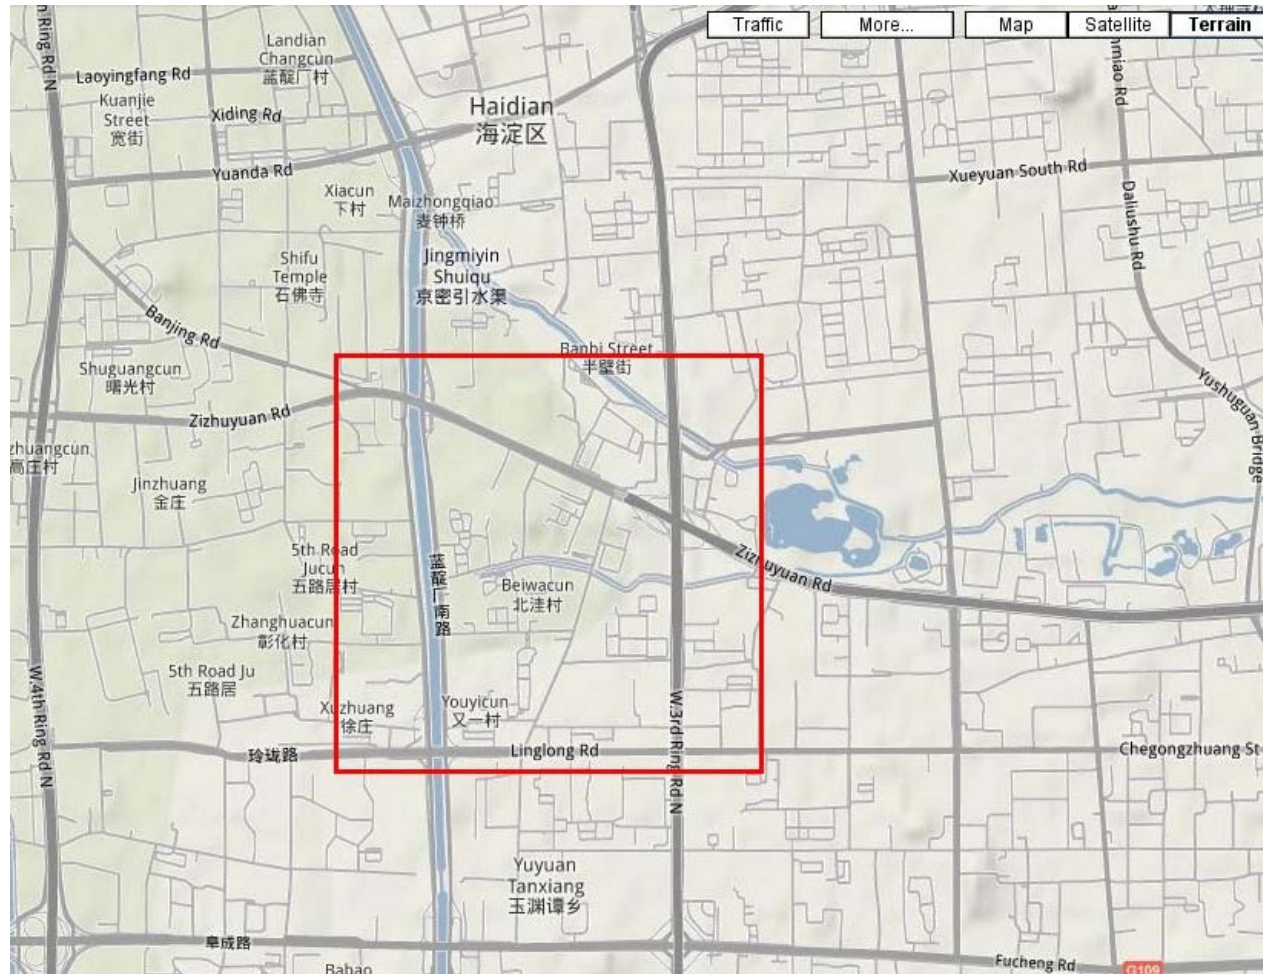 Traffic
More...
Map
Satellite
Terrain
Landian
Changcun
蓝靛厂村
Laoyingfang Rd
Kuanjie
Street
宽街
Xiding Rd
Haidian
海淀区
Yuanda Rd
Xueyuan South Rd
Xiacun
下村
Maizhongqiao
麦钟桥
Daliushu Rd
Shifu
Temple
石佛寺
Jingmiyin
Shuiqu
京密引水渠
Banjing Rd
Banbi Street
半壁街
Shuguangcun
曙光村
Zizhuyuan Rd
Yushuguan Bridge
zhuangcun
高庄村
Jinzhuang
金庄
5th Road
Jucun
五路居村
蓝靛厂南路
Zizhuyuan Rd
Beiwacun
北洼村
Zhanghuacun
彰化村
5th Road Ju
五路居
Xuzhuang
徐庄
Youyicun
又一村
W.4th Ring Rd N
W.3rd Ring Rd N
玲珑路
Linglong Rd
Chegongzhuang St
Yuyuan
Tanxiang
玉渊谭乡
阜成路
Fucheng Rd
G109
Babao
n Ring Rd N
nmiao Rd